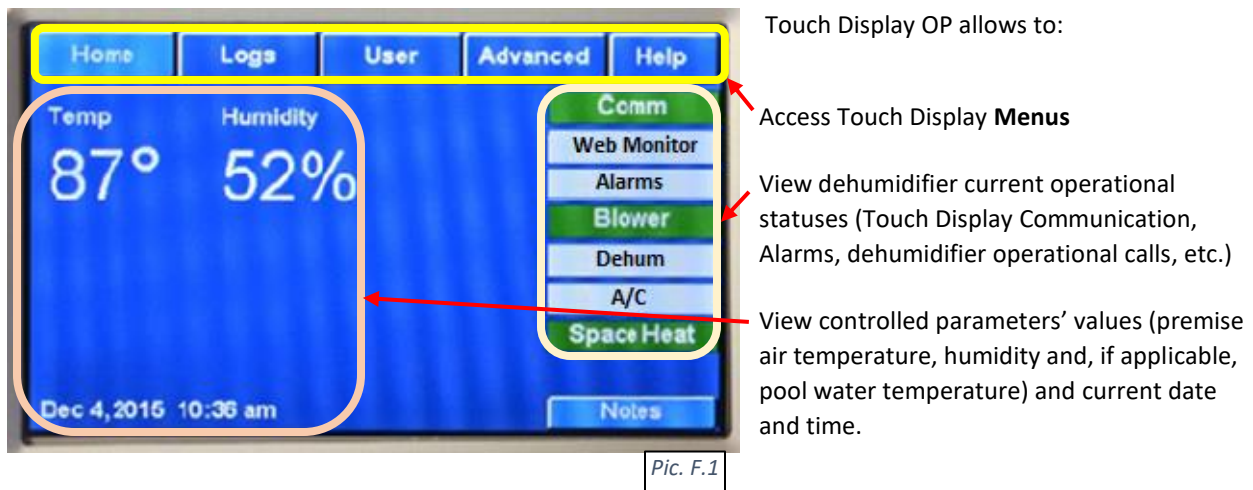 Touch Display OP allows to:
Home Logs User Advanced Help
Temp Humidity
87° 52%
Comm
Web Monitor
Alarms
Blower
Dehum
A/C
Space Heat
Dec 4, 2015 10:36 am
Notes
Access Touch Display Menus
View dehumidifier current operational
statuses (Touch Display Communication,
Alarms, dehumidifier operational calls, etc.)
View controlled parameters’ values (premise
air temperature, humidity and, if applicable,
pool water temperature) and current date
and time.
Pic. F.1